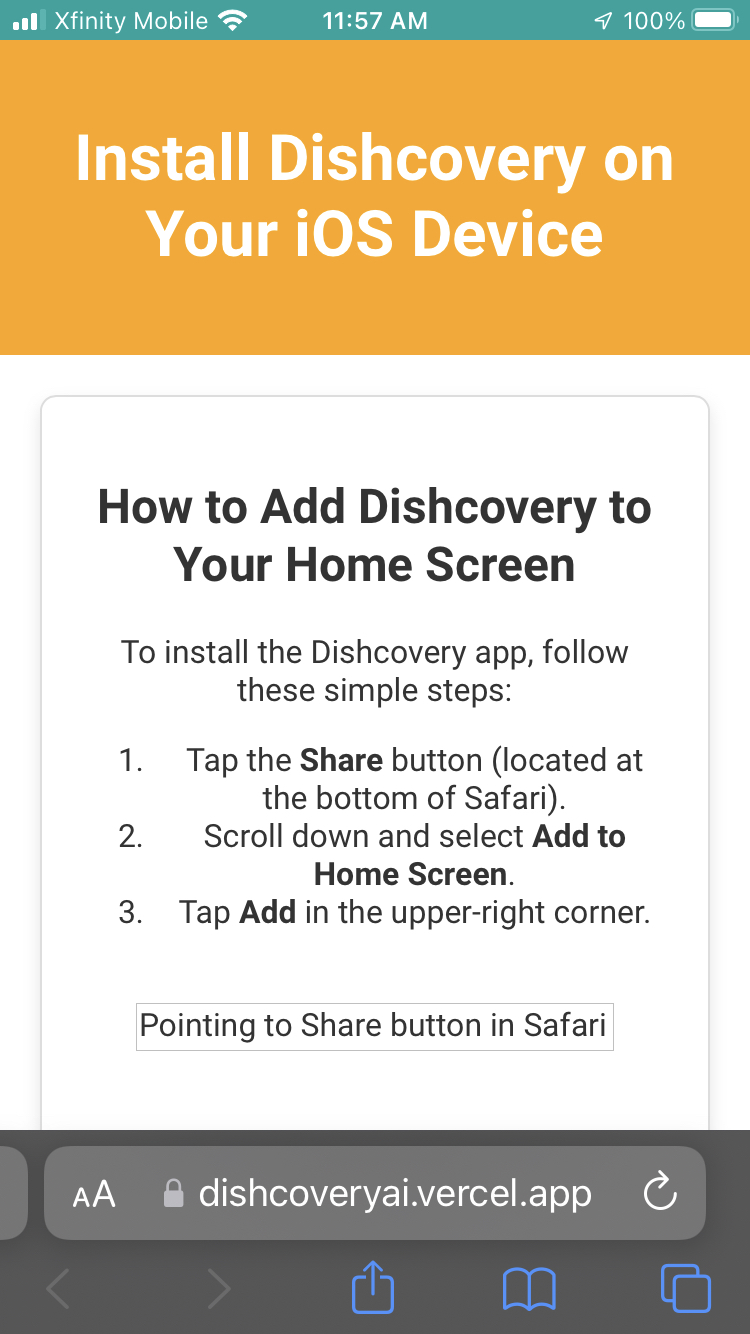 Xfinity Mobile 11:57 AM 100%
Install Dishcovery on
Your iOS Device
How to Add Dishcovery to
Your Home Screen
To install the Dishcovery app, follow
these simple steps:
1. Tap the Share button (located at
the bottom of Safari).
2. Scroll down and select Add to
Home Screen.
3. Tap Add in the upper-right corner.
Pointing to Share button in Safari
AA dishcoveryai.vercel.app